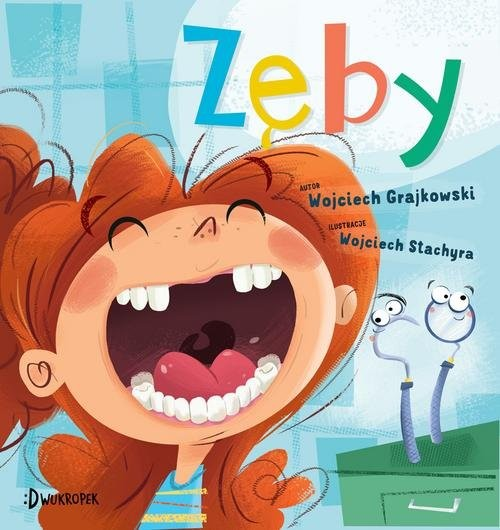 Zęby
AUTOR
Wojciech Grajkowski
ILUSTRACJE
Wojciech Stachyra
:DWUKROPEK